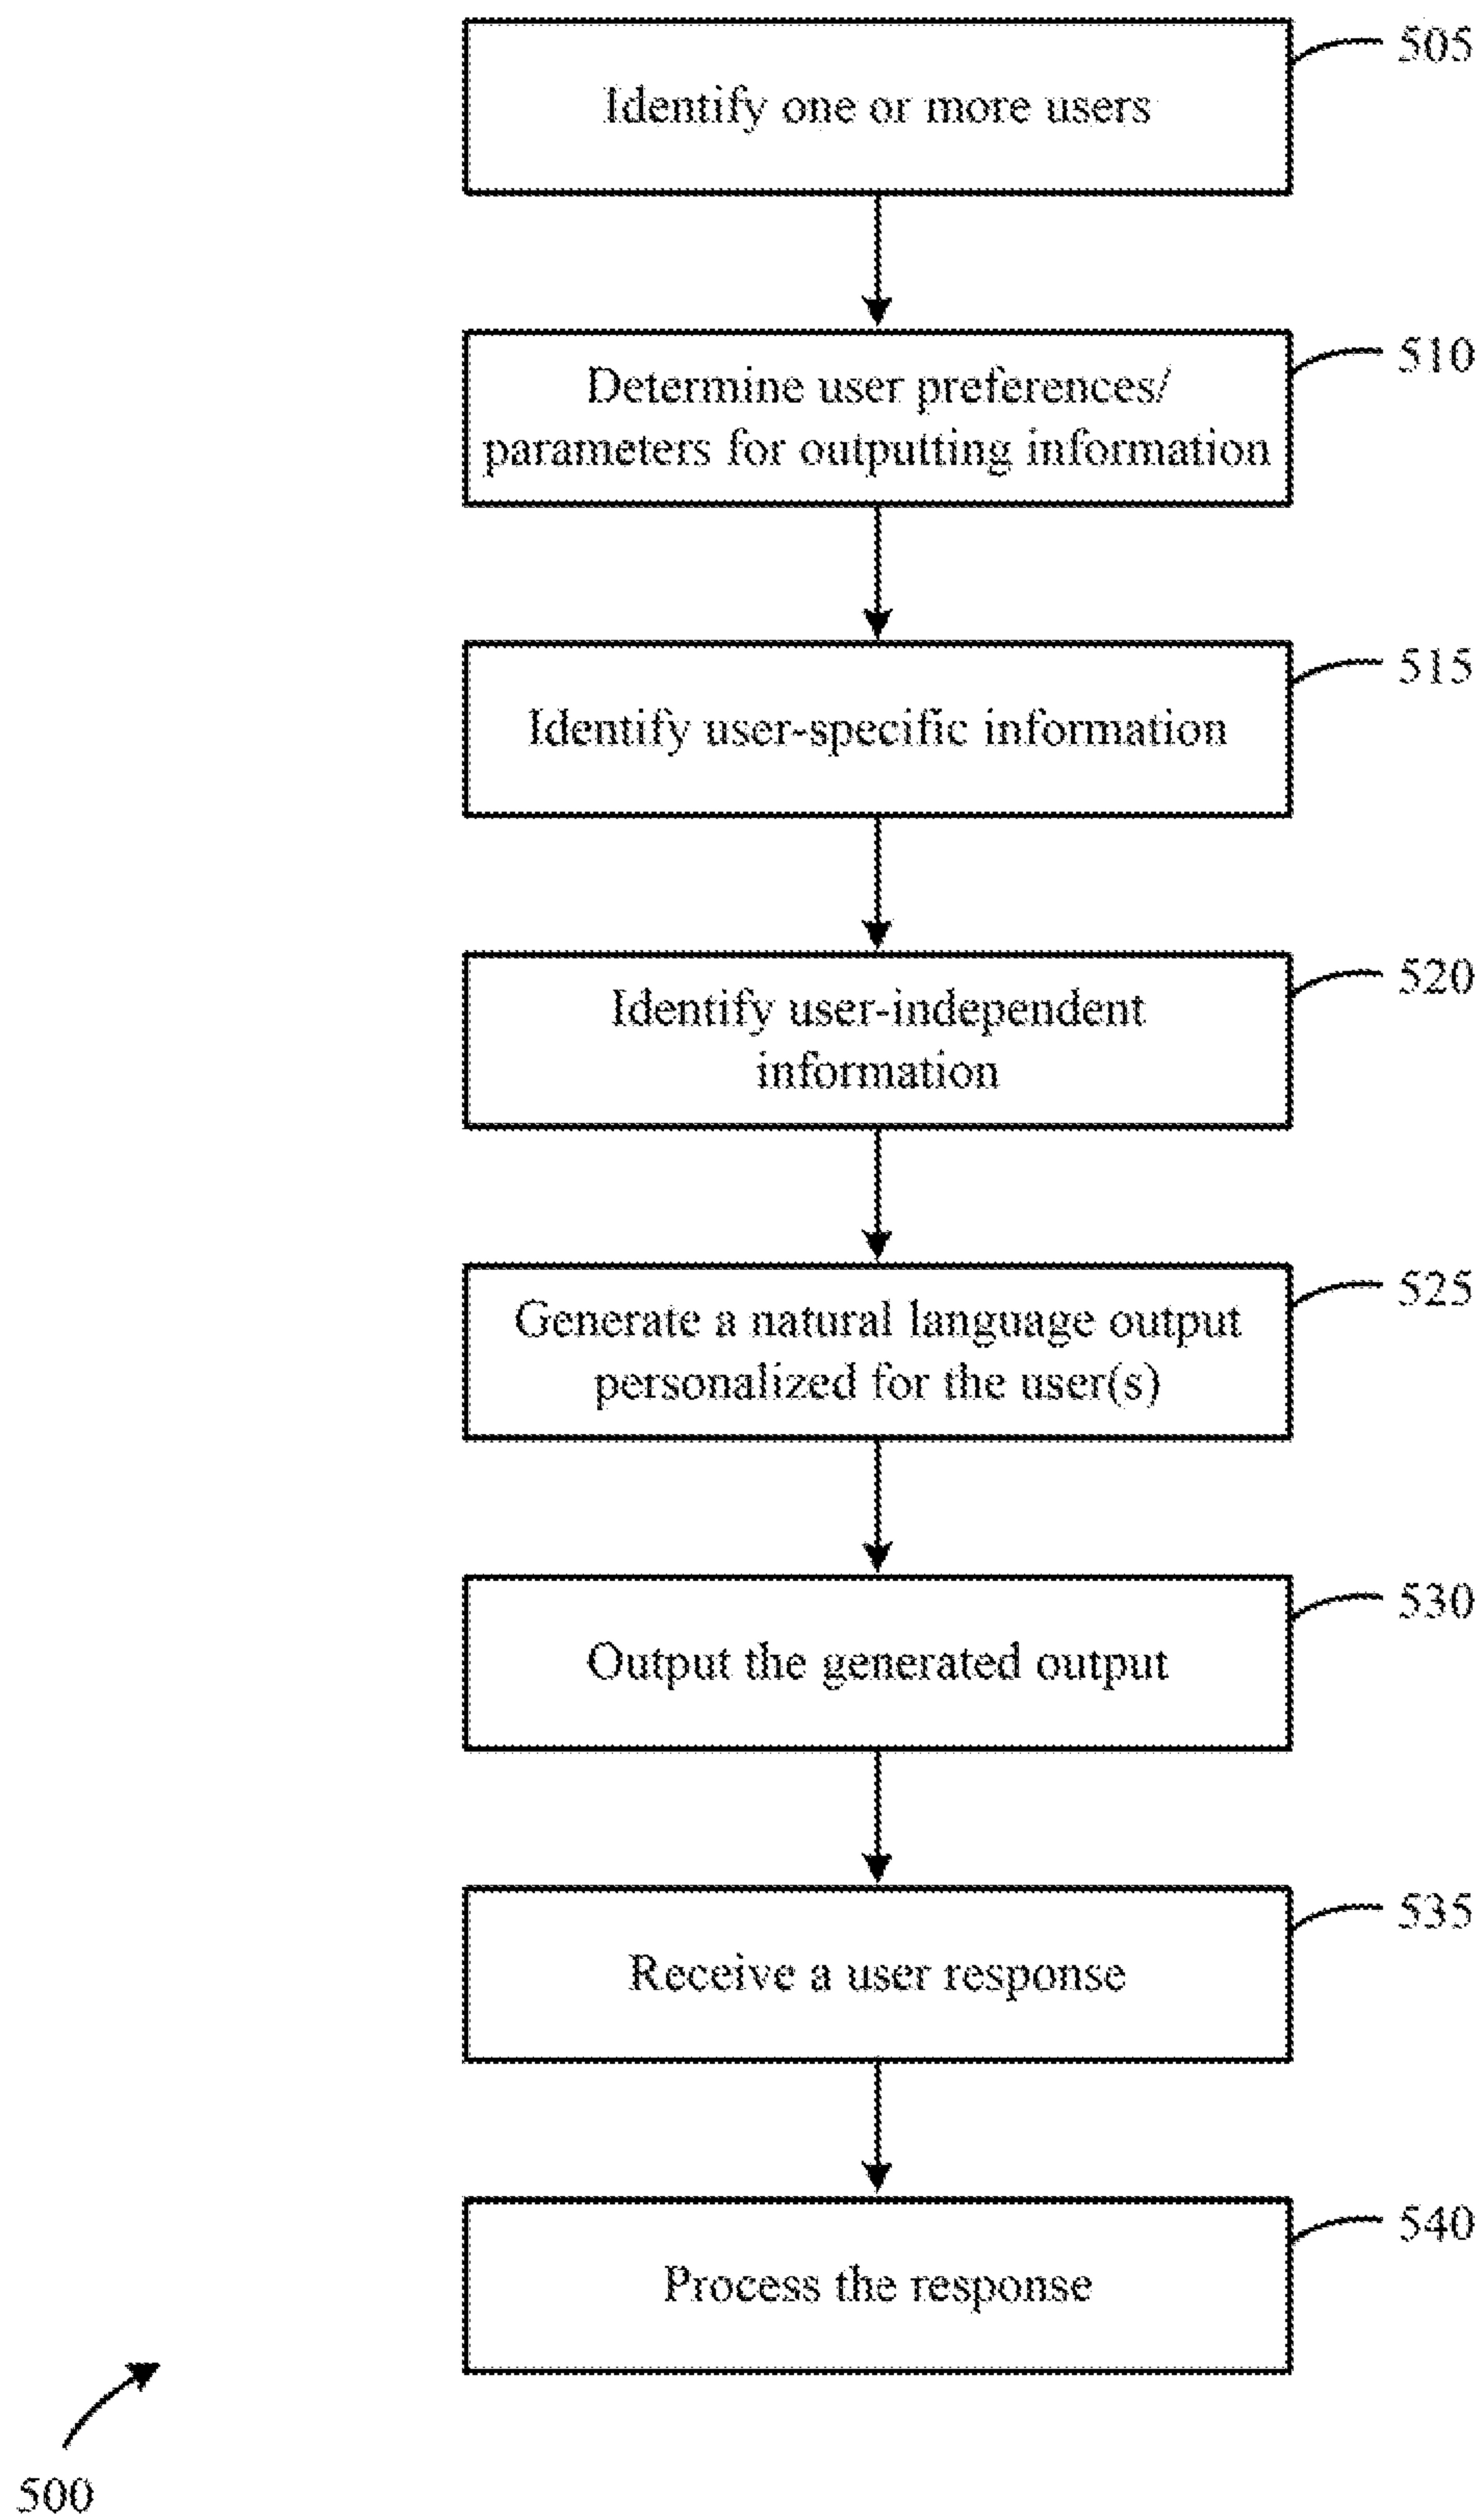 505
Identify one or more users
510
Determine user preferences/
parameters for outputting information
515
Identify user-specific information
520
Identify user-independent
information
525
Generate a natural language output
personalized for the user(s)
530
Output the generated output
535
Receive a user response
540
Process the response
500